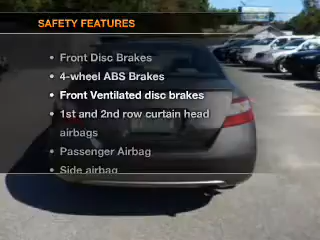 SAFETY FEATURES
• Front Disc Brakes
• 4-wheel ABS Brakes
• Front Ventilated disc brakes
• 1st and 2nd row curtain head
airbags
• Passenger Airbag
• Side airbag